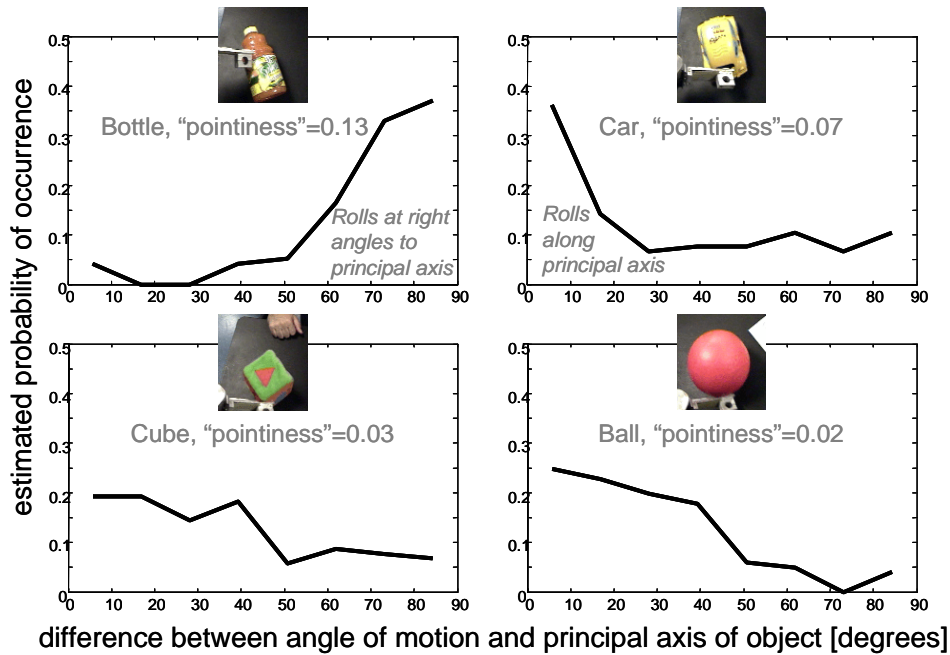 estimated probability of occurrence
0.5
0.4
0.3
0.2
0.1
0
Bottle, “pointiness”=0.13
Rolls at right
angles to
principal axis
10 20 30 40 50 60 70 80 90
0.5
0.4
0.3
0.2
0.1
0
Car, “pointiness”=0.07
Rolls
along
principal axis
10 20 30 40 50 60 70 80 90
0.5
0.4
0.3
0.2
0.1
0
Cube, “pointiness”=0.03
10 20 30 40 50 60 70 80 90
0.5
0.4
0.3
0.2
0.1
0
Ball, “pointiness”=0.02
10 20 30 40 50 60 70 80 90
difference between angle of motion and principal axis of object [degrees]